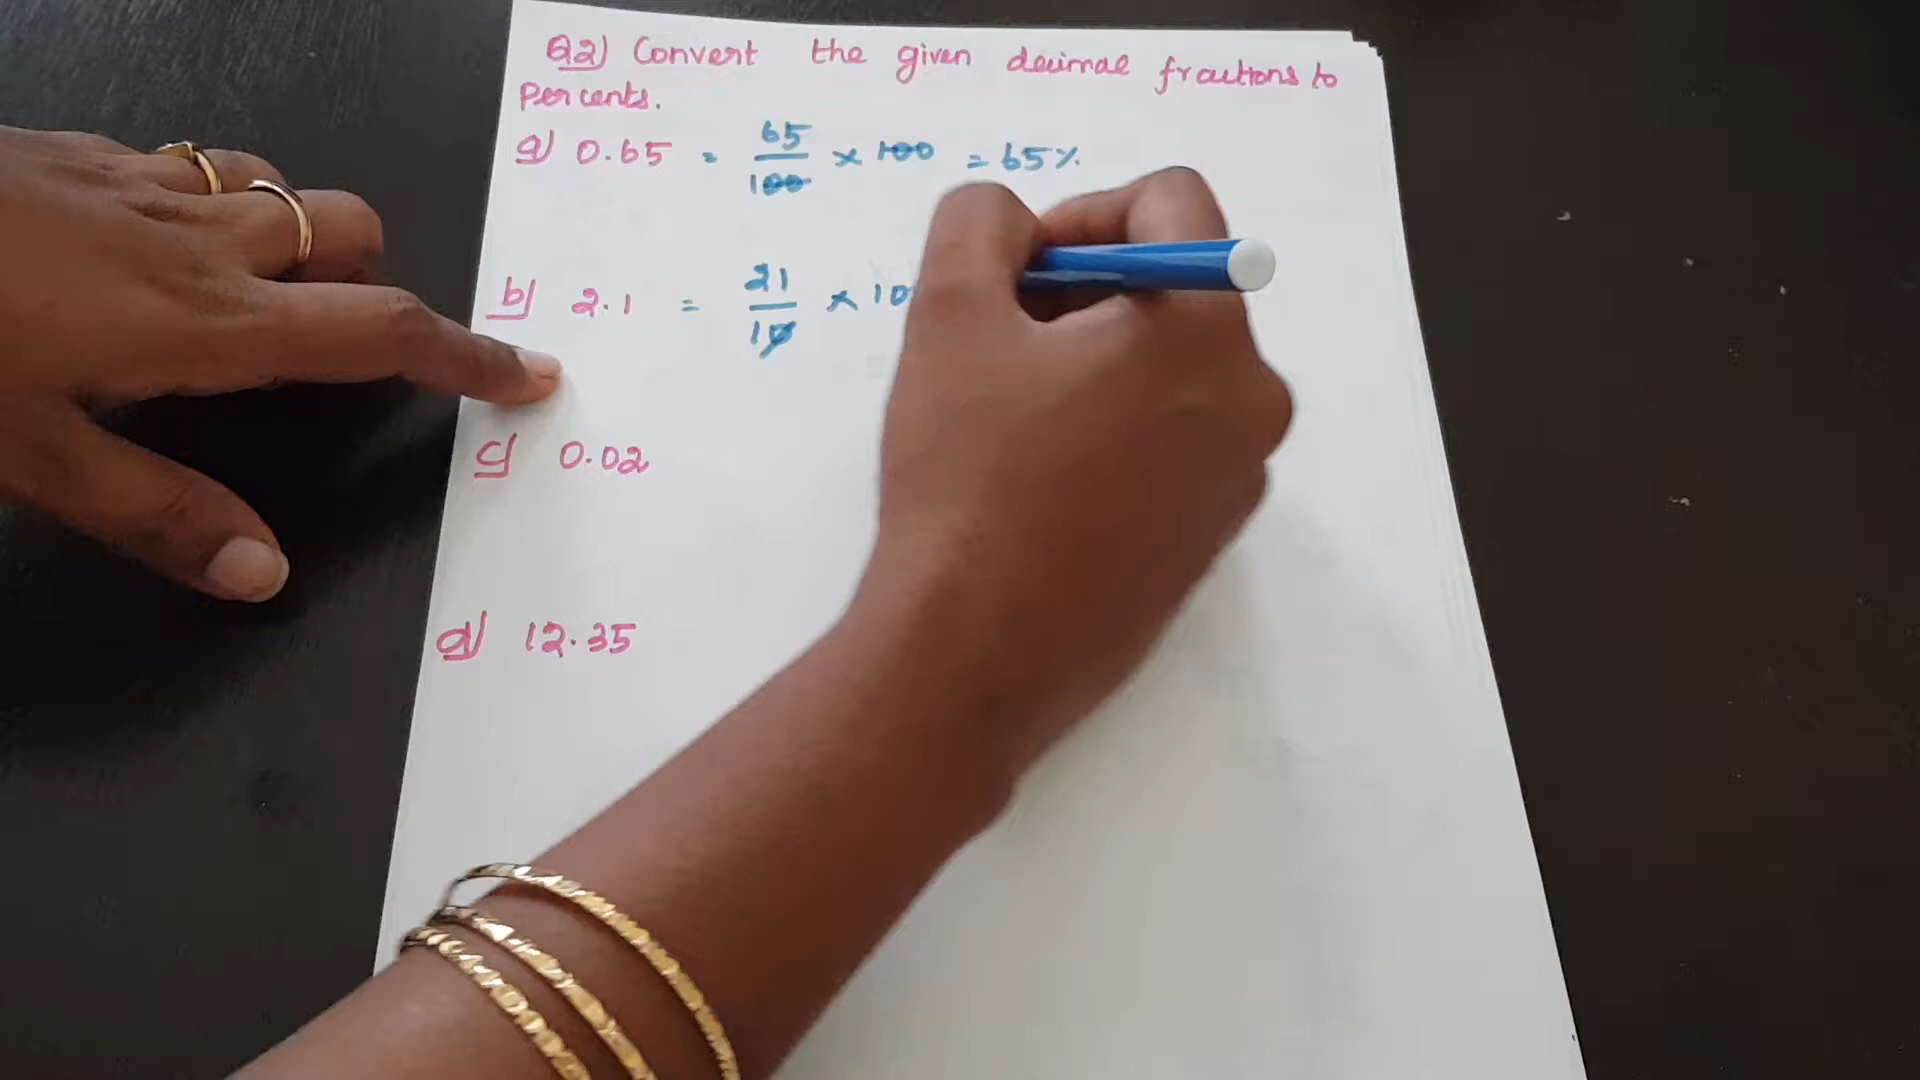 Q2) Convert the given decimal fractions to
Percents.
a) 0.65 = 65/100 × 100 = 65%
b) 2.1 = 21/10 × 10
c) 0.02
d) 12.35